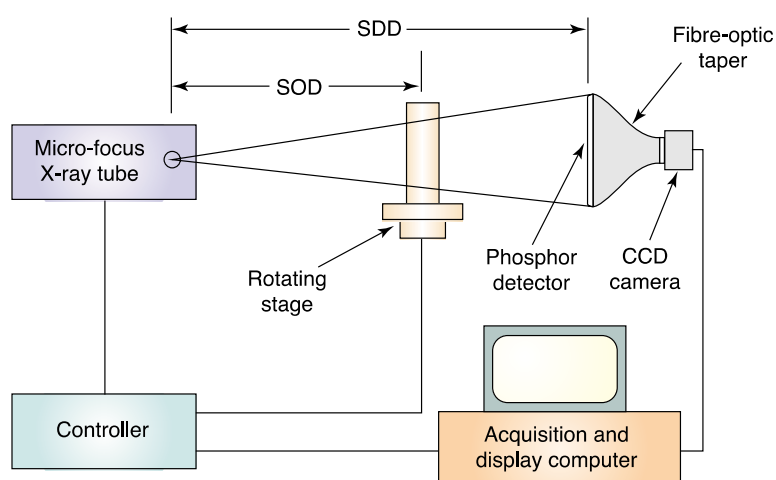 SDD
Fibre-optic
taper
SOD
Micro-focus
X-ray tube
Rotating
stage
Phosphor
detector
CCD
camera
Controller
Acquisition and
display computer